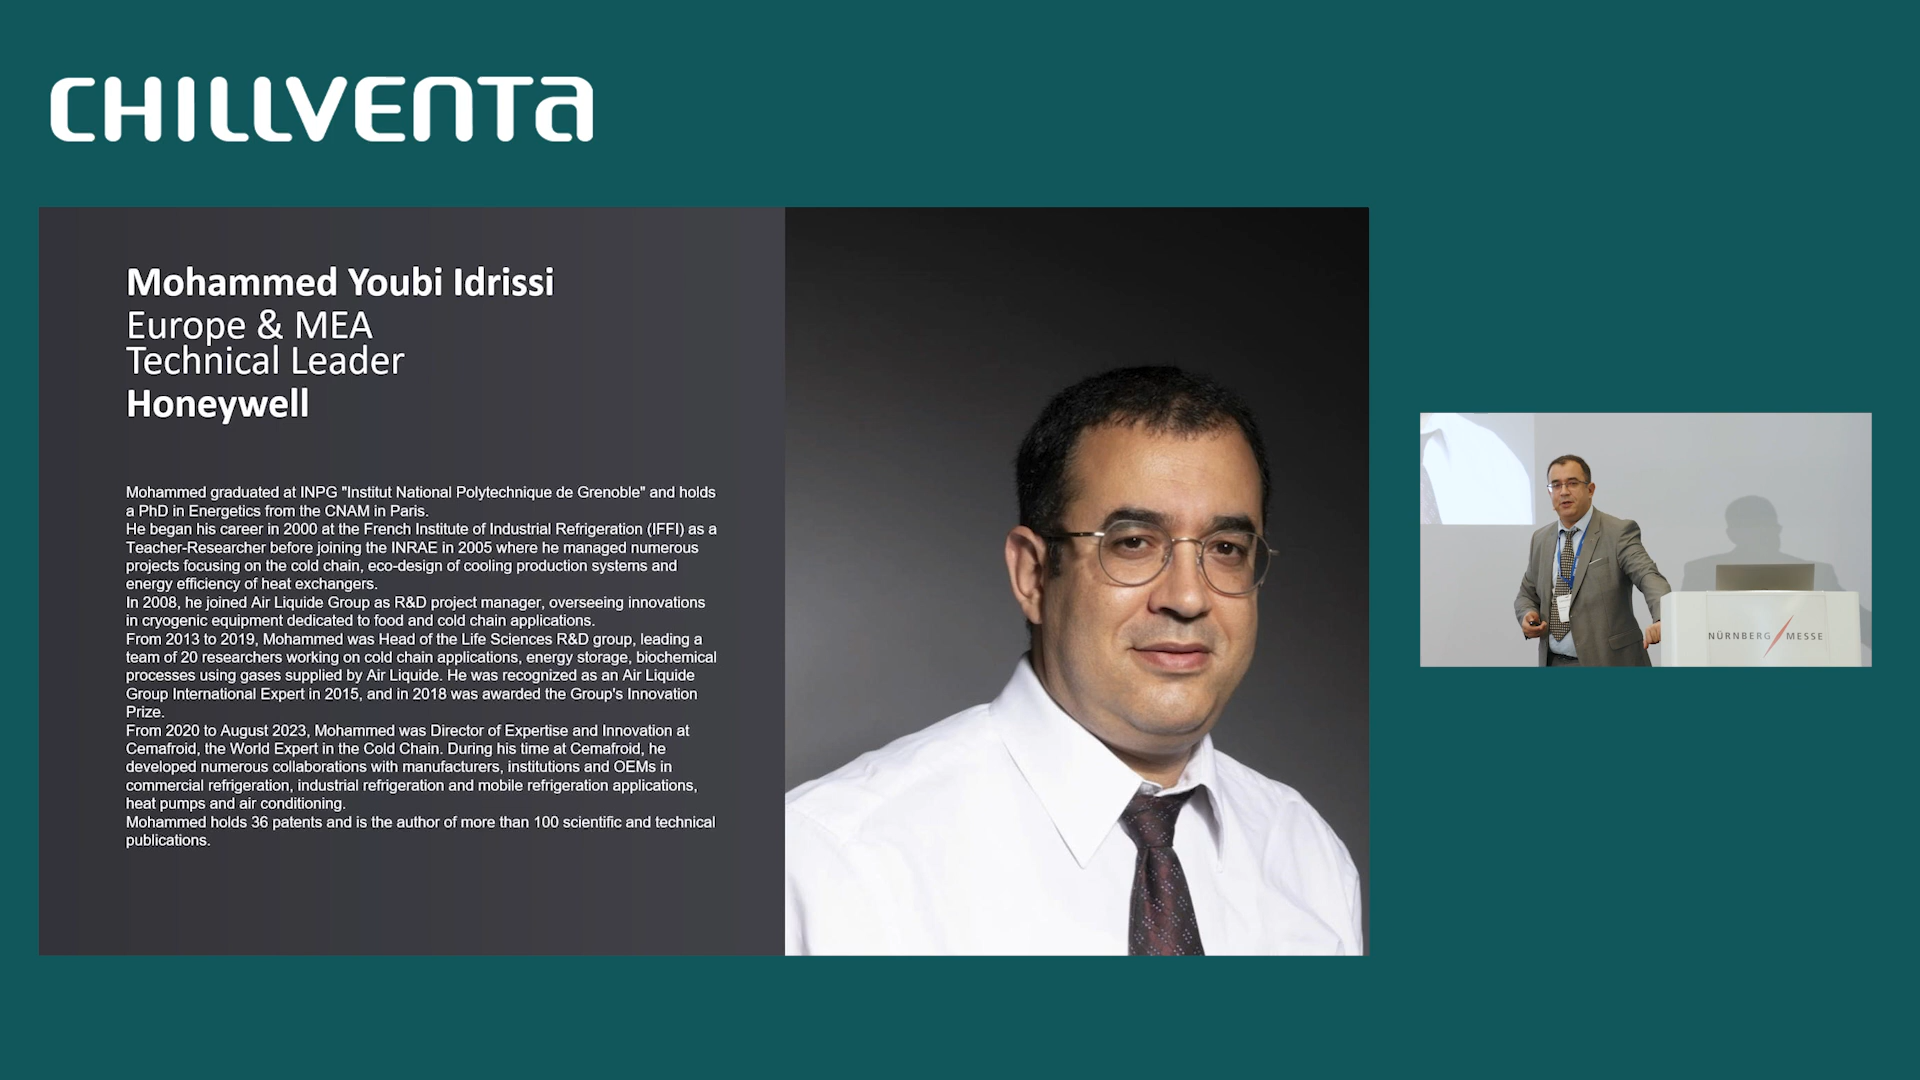 CHILLVENTA
Mohammed Youbi Idrissi
Europe & MEA
Technical Leader
Honeywell
Mohammed graduated at INPG "Institut National Polytechnique de Grenoble" and holds
a PhD in Energetics from the CNAM in Paris.
He began his career in 2000 at the French Institute of Industrial Refrigeration (IFFI) as a
Teacher-Researcher before joining the INRAE in 2005 where he managed numerous
projects focusing on the cold chain, eco-design of cooling production systems and
energy efficiency of heat exchangers.
In 2008, he joined Air Liquide Group as R&D project manager, overseeing innovations
in cryogenic equipment dedicated to food and cold chain applications.
From 2013 to 2019, Mohammed was Head of the Life Sciences R&D group, leading a
team of 20 researchers working on cold chain applications, energy storage, biochemical
processes using gases supplied by Air Liquide. He was recognized as an Air Liquide
Group International Expert in 2015, and in 2018 was awarded the Group's Innovation
Prize.
From 2020 to August 2023, Mohammed was Director of Expertise and Innovation at
Cemafroid, the World Expert in the Cold Chain. During his time at Cemafroid, he
developed numerous collaborations with manufacturers, institutions and OEMs in
commercial refrigeration, industrial refrigeration and mobile refrigeration applications,
heat pumps and air conditioning.
Mohammed holds 36 patents and is the author of more than 100 scientific and technical
publications.
NÜRNBERG MESSE